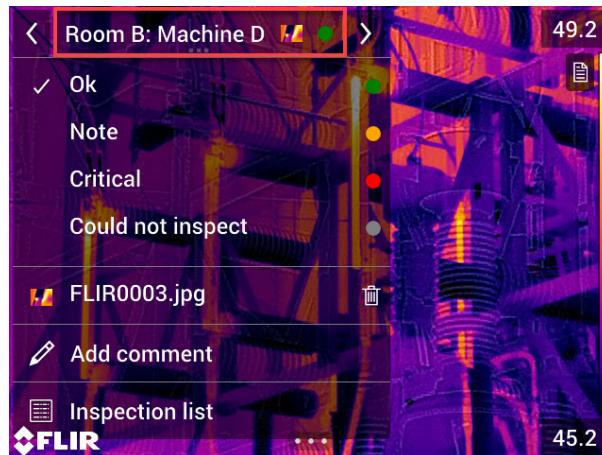 Room B: Machine D
49.2
Ok
Note
Critical
Could not inspect
FLIR0003.jpg
Add comment
Inspection list
FLIR
45.2